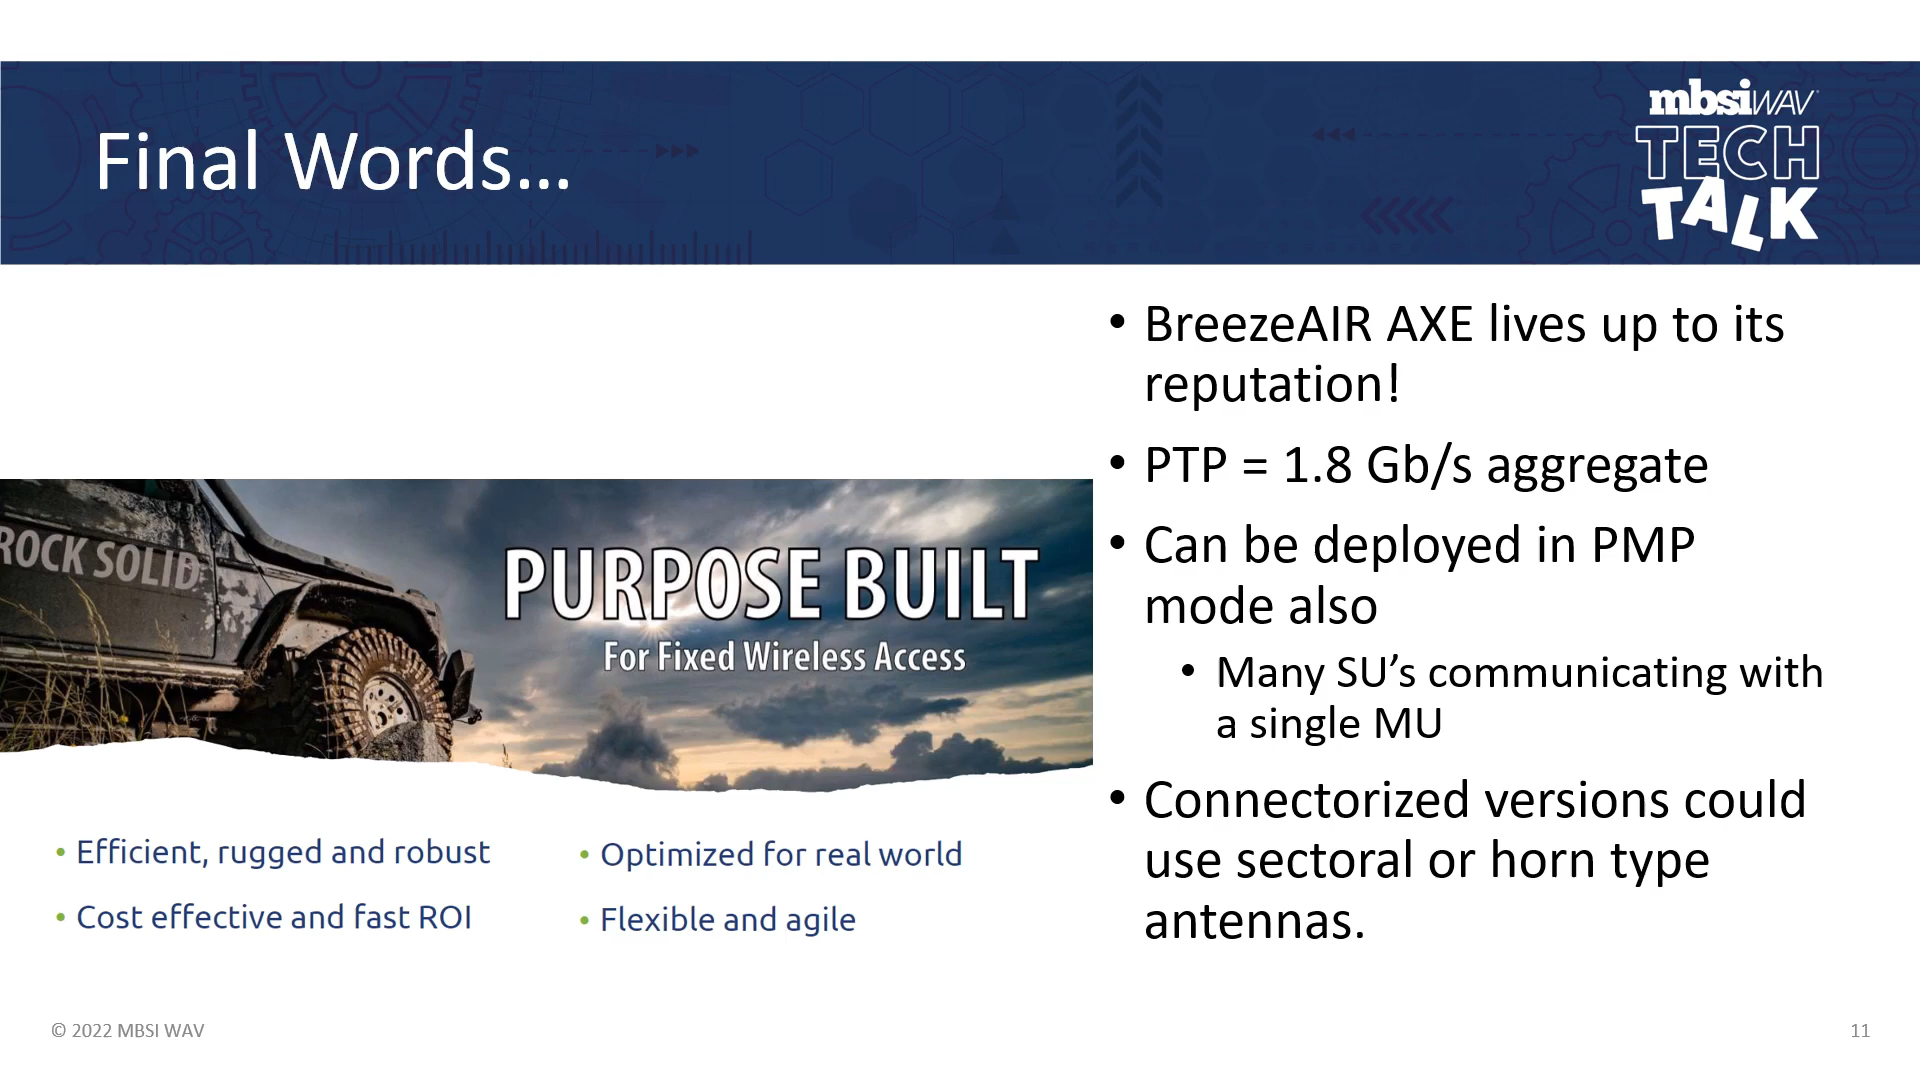 Final Words…
mbsiWAV
TECH
TALK
ROCK SOLID
PURPOSE BUILT
For Fixed Wireless Access
• Efficient, rugged and robust
• Cost effective and fast ROI
• Optimized for real world
• Flexible and agile
• BreezeAIR AXE lives up to its
reputation!
• PTP = 1.8 Gb/s aggregate
• Can be deployed in PMP
mode also
• Many SU’s communicating with
a single MU
• Connectorized versions could
use sectoral or horn type
antennas.
© 2022 MBSI WAV
11